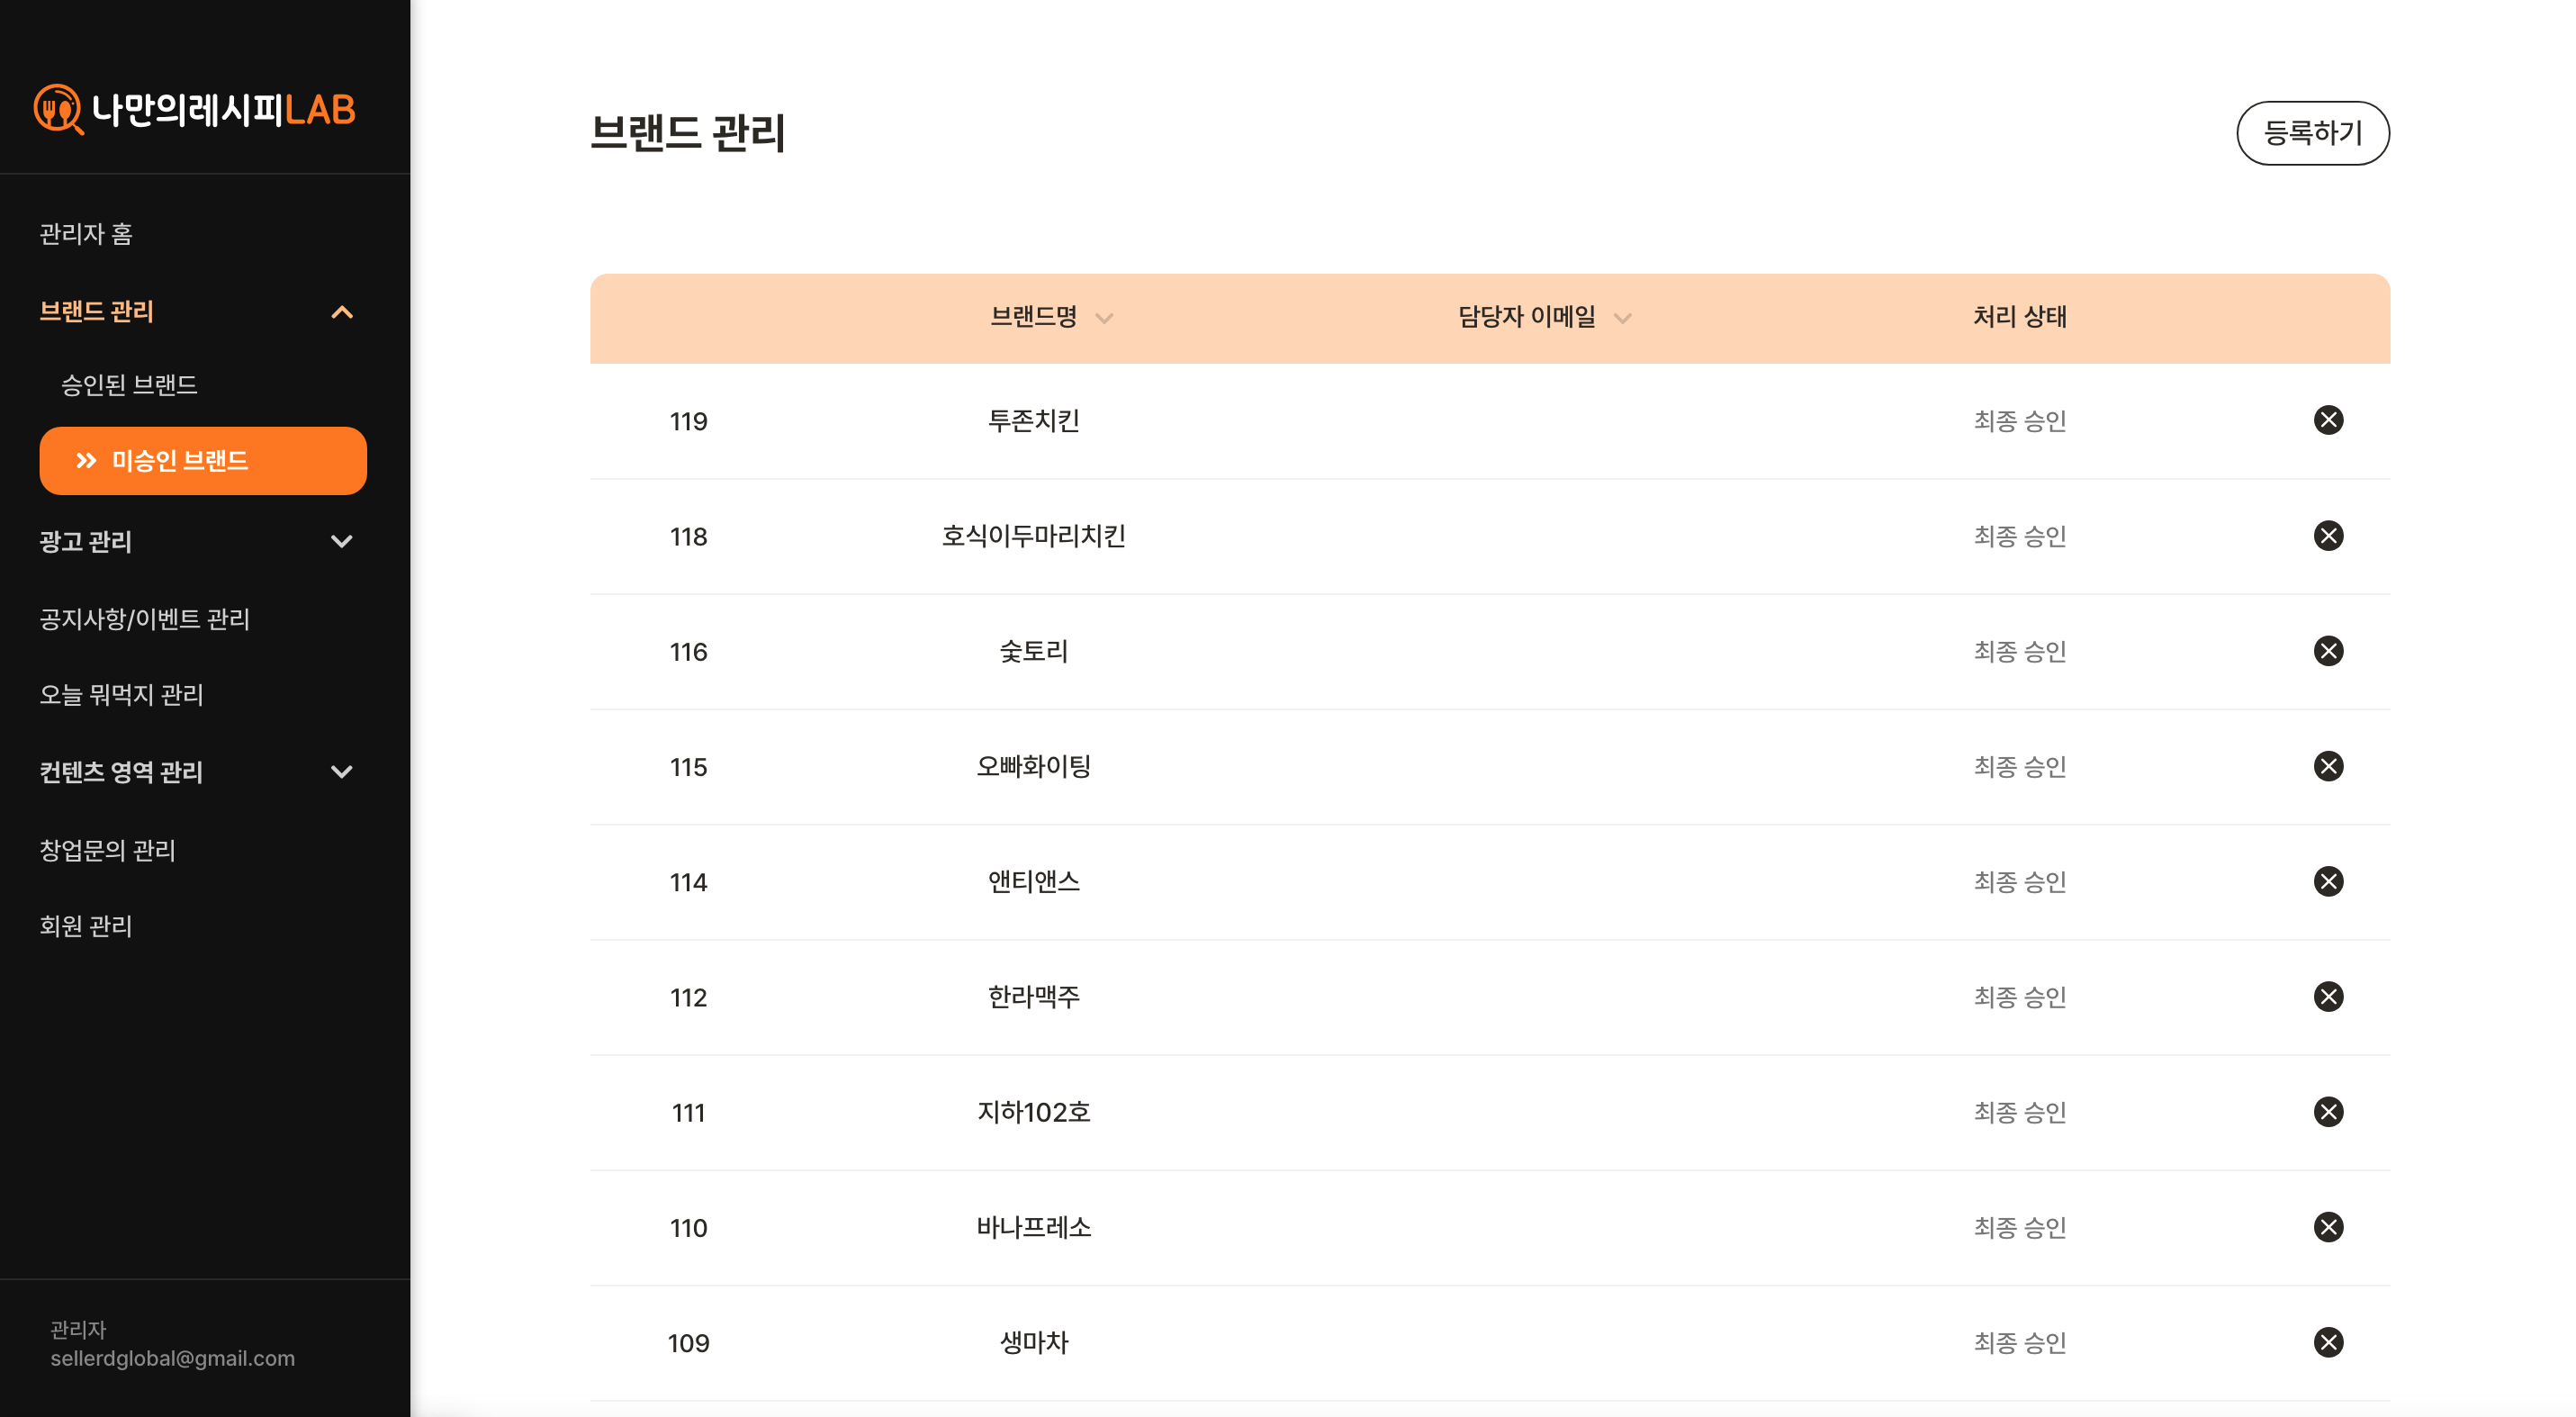 나만의레시피LAB
관리자 홈
브랜드 관리
승인된 브랜드
미승인 브랜드
광고 관리
공지사항/이벤트 관리
오늘 뭐먹지 관리
컨텐츠 영역 관리
창업문의 관리
회원 관리
관리자
sellerdglobal@gmail.com
브랜드 관리 등록하기
브랜드명 담당자 이메일 처리 상태
119 투존치킨 최종 승인
118 호식이두마리치킨 최종 승인
116 숯토리 최종 승인
115 오빠화이팅 최종 승인
114 앤티앤스 최종 승인
112 한라맥주 최종 승인
111 지하102호 최종 승인
110 바나프레소 최종 승인
109 생마차 최종 승인